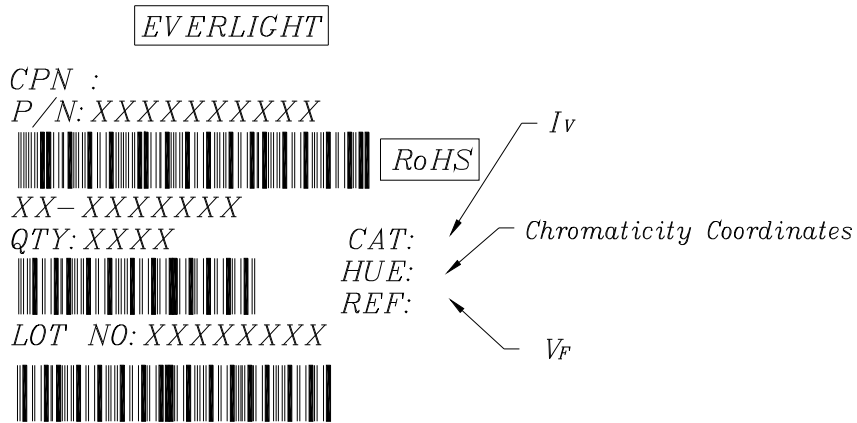 EVERLIGHT
CPN :
P/N: XXXXXXXXXX
RoHS
XX-XXXXXXX
QTY: XXXX
CAT:
HUE:
REF:
LOT NO: XXXXXXXX
Iv
Chromaticity Coordinates
VF